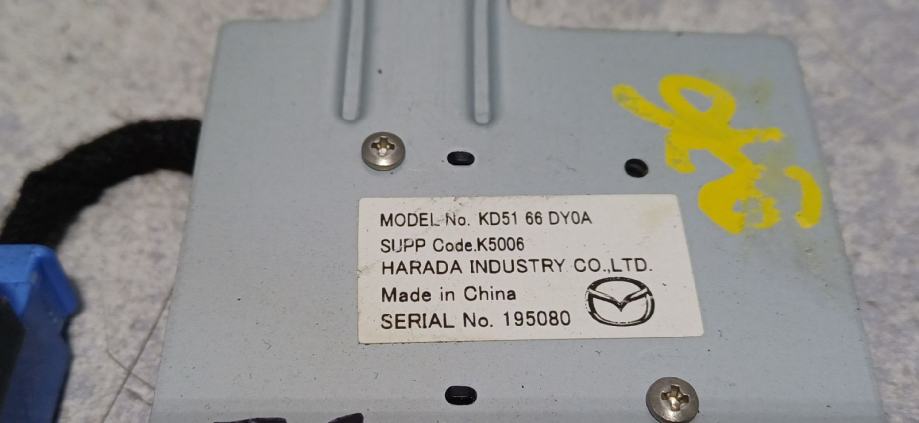 MODEL No. KD51 66 DY0A
SUPP Code.K5006
HARADA INDUSTRY CO.,LTD.
Made in China
SERIAL No. 195080